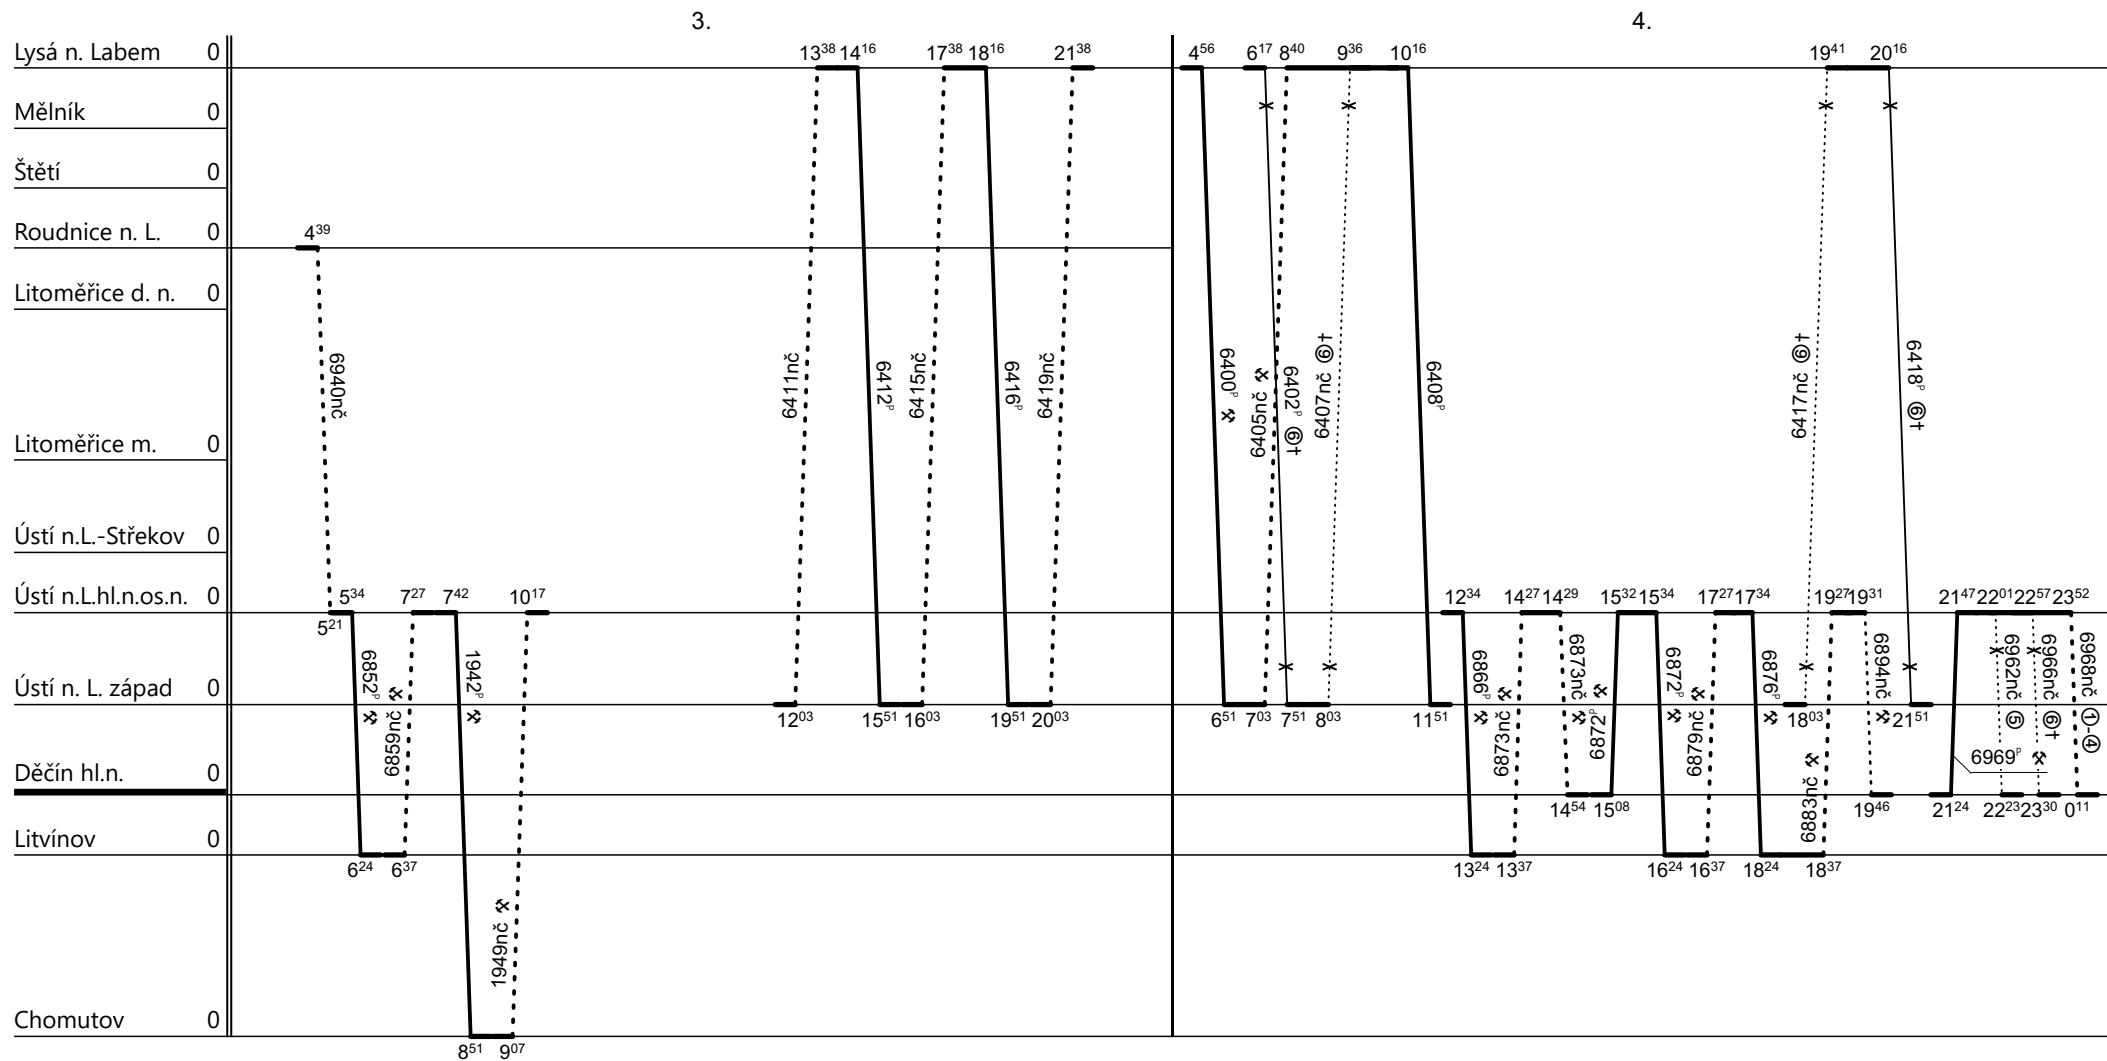 3.
4.
Lysá n. Labem 0
Mělník 0
Štětí 0
Roudnice n. L. 0
Litoměřice d. n. 0
Litoměřice m. 0
Ústí n.L.-Střekov 0
Ústí n.L.hl.n.os.n. 0
Ústí n. L. západ 0
Děčín hl.n. 0
Litvínov 0
Chomutov 0
13³⁸ 14¹⁶ 17³⁸ 18¹⁶ 21³⁸ 4⁵⁶ 6¹⁷ 8⁴⁰ 9³⁶ 10¹⁶ 19⁴¹ 20¹⁶
4³⁹
6940nč
6411nč
6412ᴾ
6415nč
6416ᴾ
6419nč
6400ᴾ ⚒
6405nč ⚒
6402ᴾ ⑥†
6407nč ⑥†
6408ᴾ
6417nč ⑥†
6418ᴾ ⑥†
5³⁴ 7²⁷ 7⁴² 10¹⁷ 12³⁴ 14²⁷ 14²⁹ 15³² 15³⁴ 17²⁷ 17³⁴ 19²⁷ 19³¹ 21⁴⁷ 22⁰¹ 22⁵⁷ 23⁵²
5²¹
6852ᴾ ⚒
6859nč ⚒
1942ᴾ ⚒
6866ᴾ ⚒
6873nč ⚒
6873nč ⚒
6872ᴾ ⚒
6872ᴾ ⚒
6879nč ⚒
6876ᴾ ⚒
6883nč ⚒
6894nč ⚒
6969ᴾ ⚒
6962nč ⑤
6966nč ⑥†
6968nč ①-④
12⁰³ 15⁵¹ 16⁰³ 19⁵¹ 20⁰³ 6⁵¹ 7⁰³ 7⁵¹ 8⁰³ 11⁵¹ 18⁰³ 21⁵¹
14⁵⁴ 15⁰⁸ 19⁴⁶ 21²⁴ 22²³ 23³⁰ 0¹¹
6²⁴ 6³⁷ 13²⁴ 13³⁷ 16²⁴ 16³⁷ 18²⁴ 18³⁷
1949nč ⚒
8⁵¹ 9⁰⁷